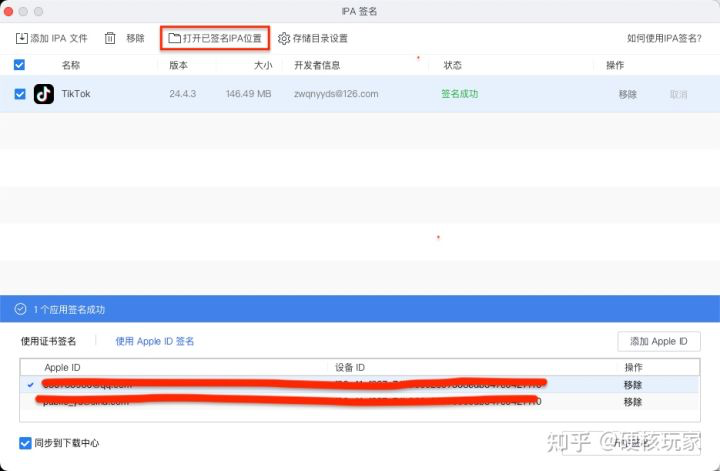 IPA 签名
添加 IPA 文件 移除 打开已签名IPA位置 存储目录设置 如何使用IPA签名?
名称 版本 大小 开发者信息 状态 操作
TikTok 24.4.3 146.49 MB zwqnyyds@126.com 签名成功 移除 取消
1 个应用签名成功
使用证书签名 使用 Apple ID 签名 添加 Apple ID
Apple ID 设备 ID 操作
移除
移除
同步到下载中心
知乎 @硬核玩家